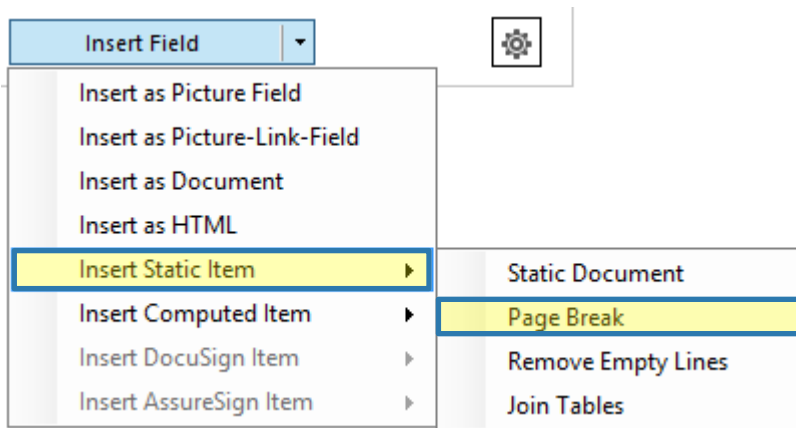 Insert Field
Insert as Picture Field
Insert as Picture-Link-Field
Insert as Document
Insert as HTML
Insert Static Item
Insert Computed Item
Insert DocuSign Item
Insert AssureSign Item
Static Document
Page Break
Remove Empty Lines
Join Tables